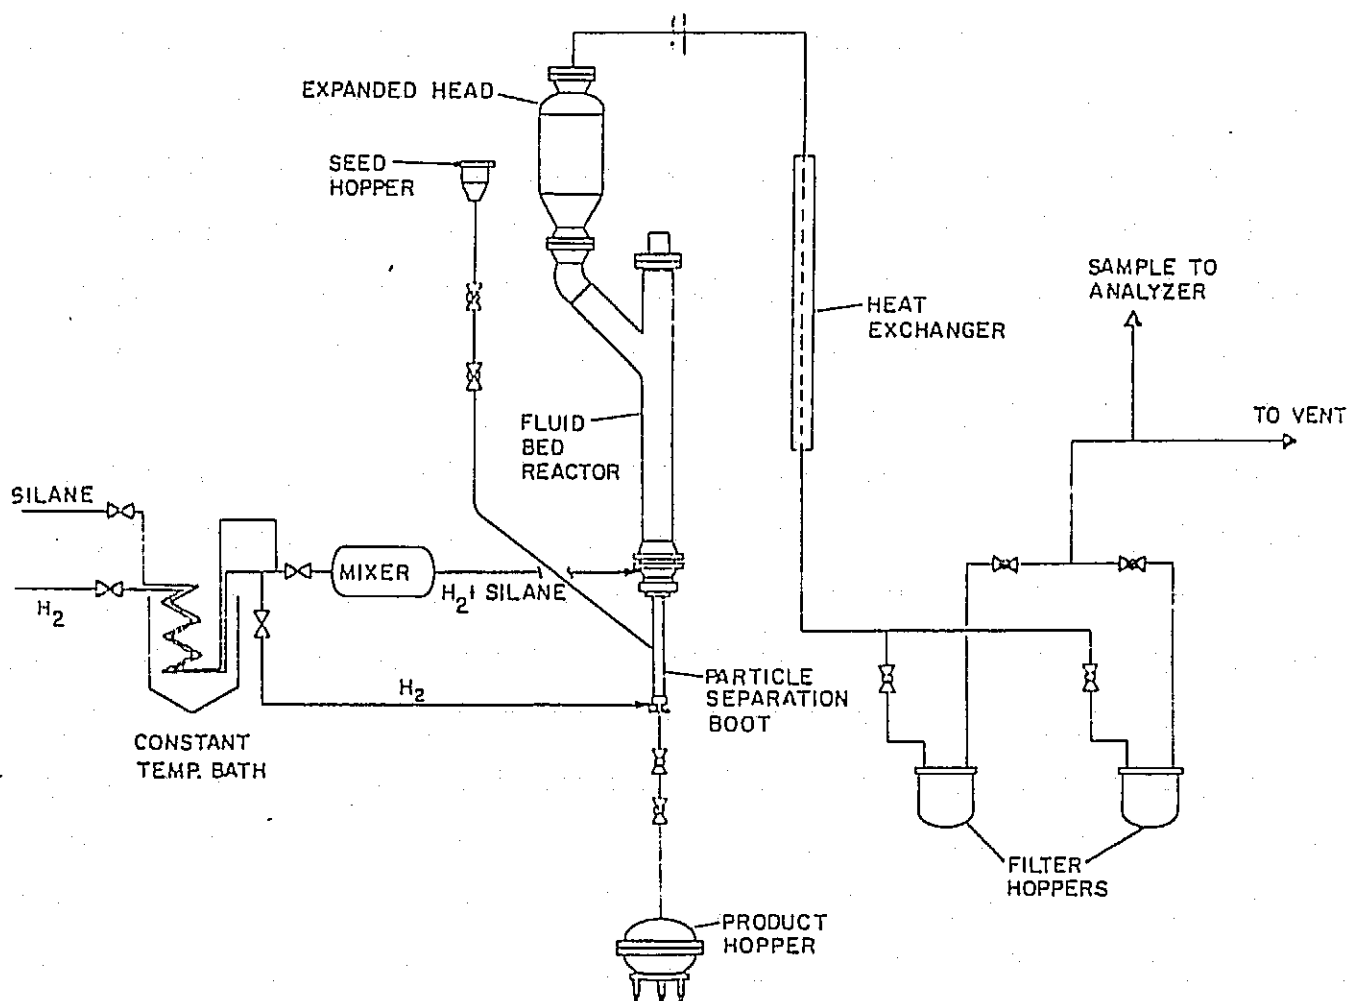 EXPANDED HEAD
SEED
HOPPER
SAMPLE TO
ANALYZER
HEAT
EXCHANGER
TO VENT
FLUID
BED
REACTOR
SILANE
MIXER
H2+ SILANE
H2
PARTICLE
SEPARATION
BOOT
H2
CONSTANT
TEMP. BATH
FILTER
HOPPERS
PRODUCT
HOPPER